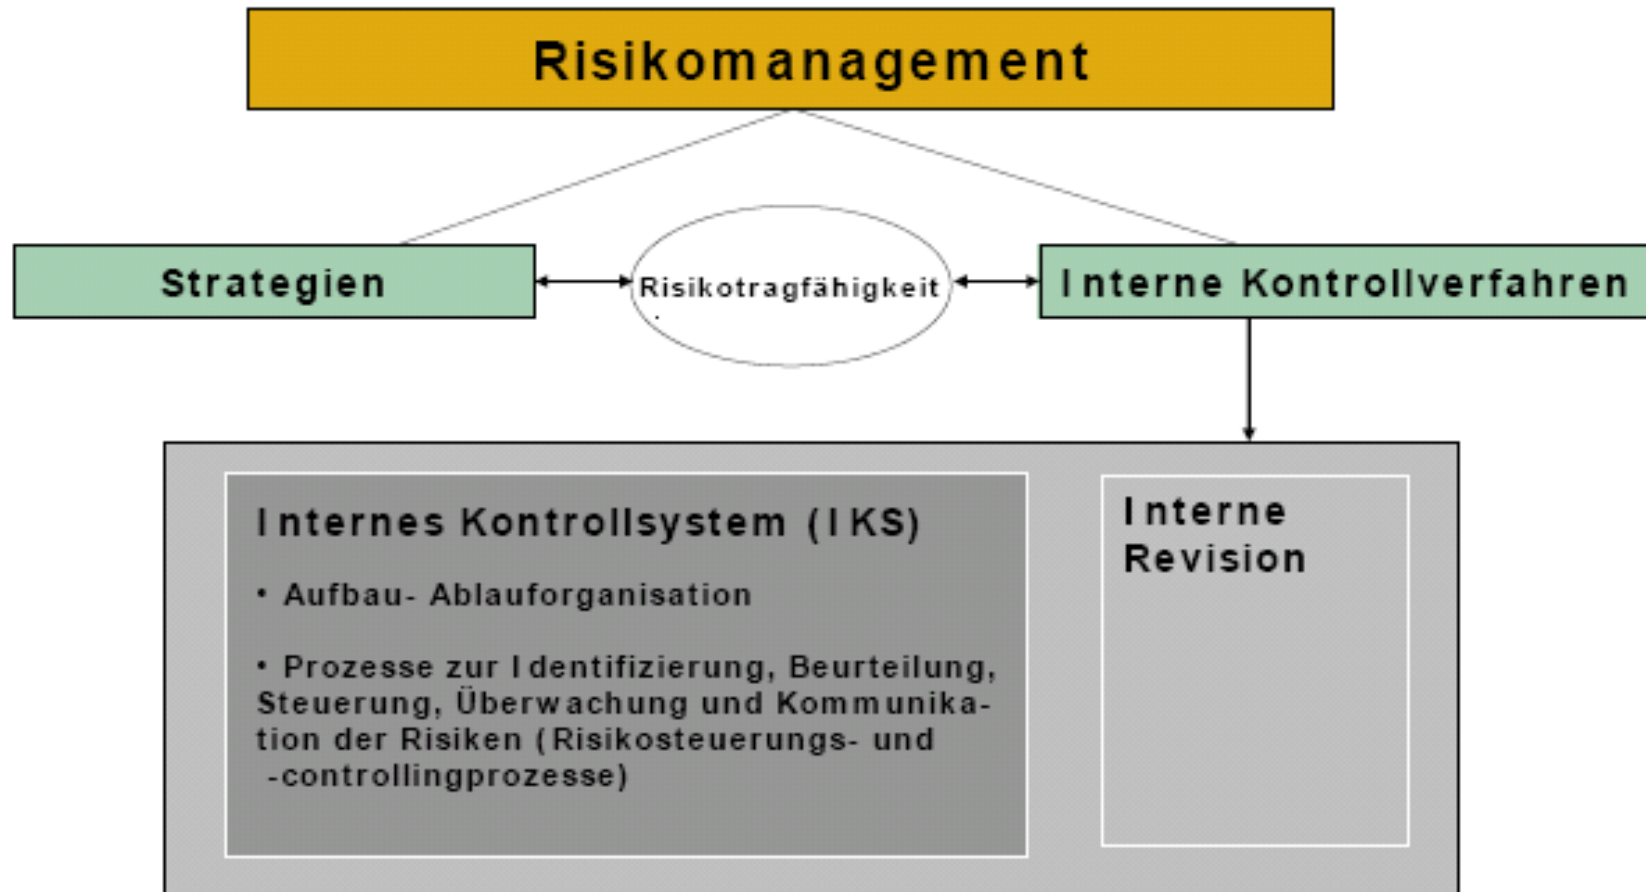 Risikomanagement
Strategien
Risikotragfähigkeit
.
Interne Kontrollverfahren
Internes Kontrollsystem (IKS)
• Aufbau- Ablauforganisation
• Prozesse zur Identifizierung, Beurteilung,
Steuerung, Überwachung und Kommunika-
tion der Risiken (Risikosteuerungs- und
-controllingprozesse)
Interne
Revision